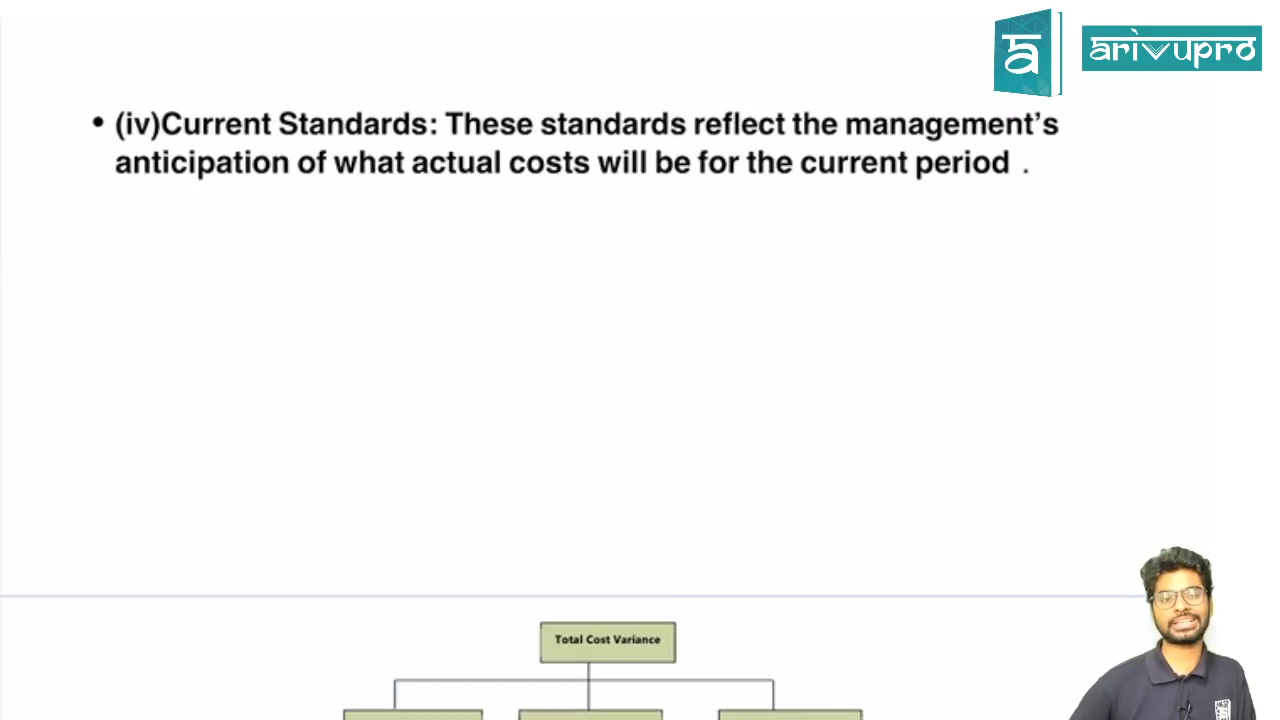 ā
arivupro
• (iv)Current Standards: These standards reflect the management's
anticipation of what actual costs will be for the current period .
Total Cost Variance